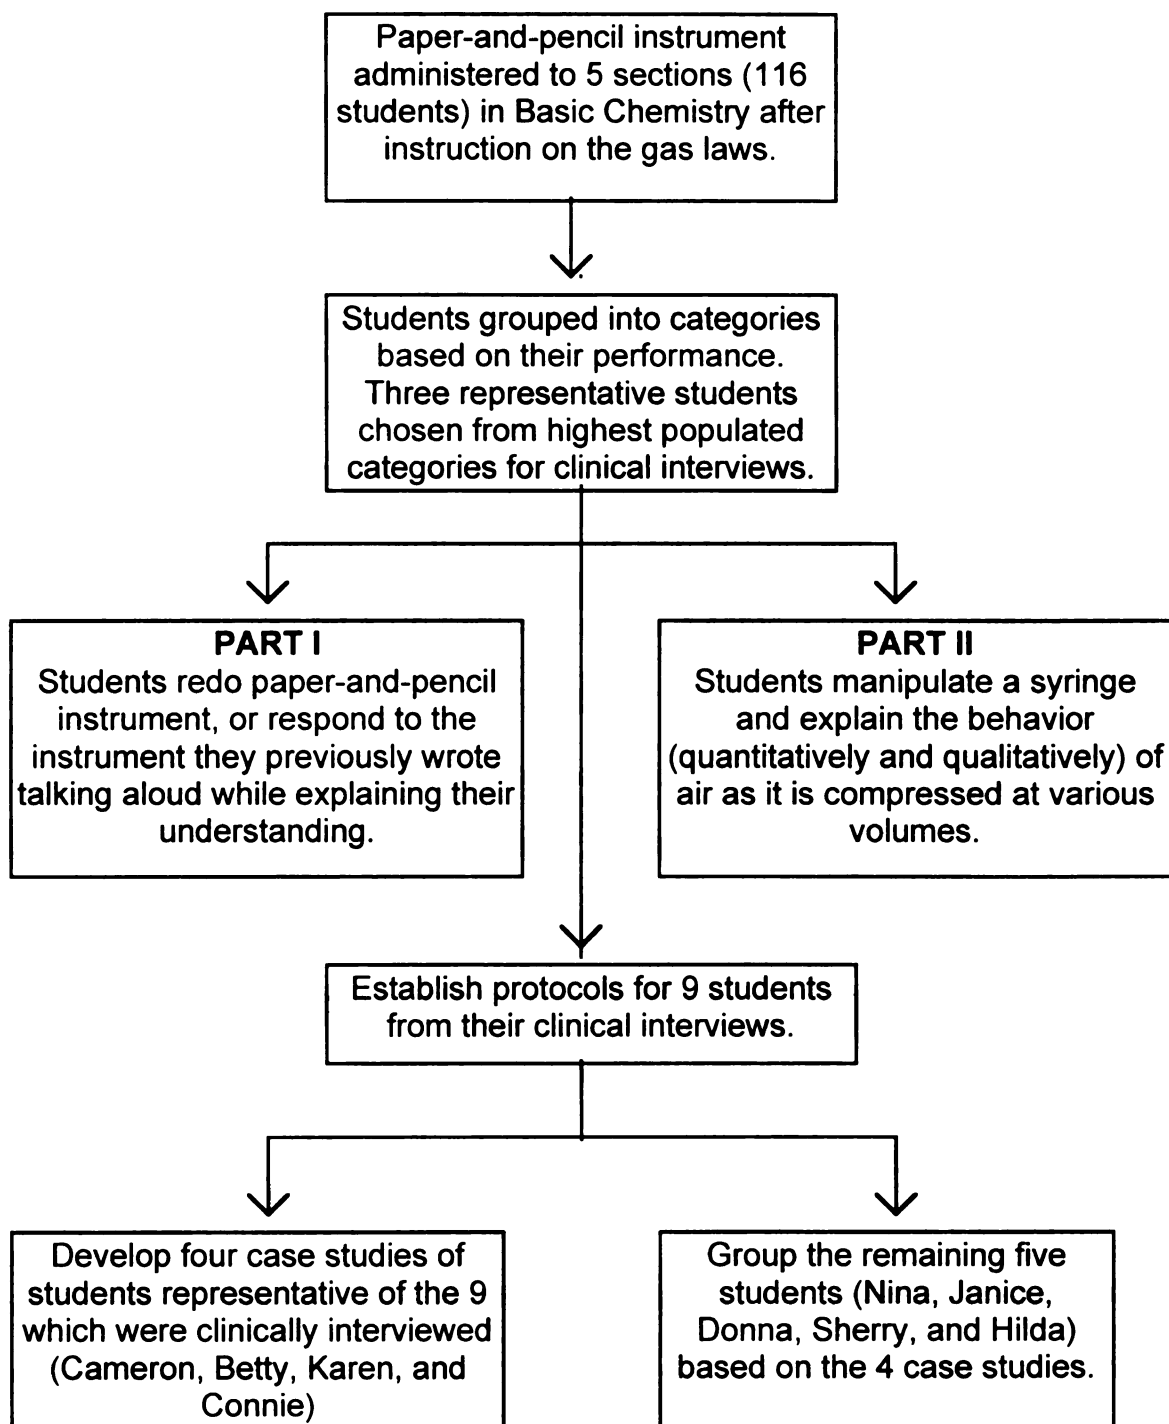 Paper-and-pencil instrument
administered to 5 sections (116
students) in Basic Chemistry after
instruction on the gas laws.
Students grouped into categories
based on their performance.
Three representative students
chosen from highest populated
categories for clinical interviews.
PART I
Students redo paper-and-pencil
instrument, or respond to the
instrument they previously wrote
talking aloud while explaining their
understanding.
PART II
Students manipulate a syringe
and explain the behavior
(quantitatively and qualitatively) of
air as it is compressed at various
volumes.
Establish protocols for 9 students
from their clinical interviews.
Develop four case studies of
students representative of the 9
which were clinically interviewed
(Cameron, Betty, Karen, and
Connie)
Group the remaining five
students (Nina, Janice,
Donna, Sherry, and Hilda)
based on the 4 case studies.